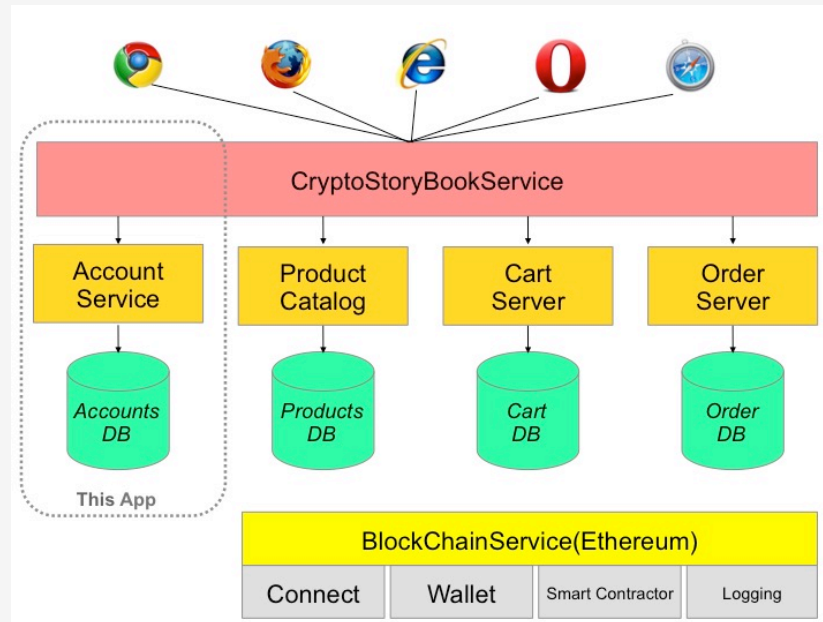 CryptoStoryBookService
Account
Service
Product
Catalog
Cart
Server
Order
Server
Accounts
DB
Products
DB
Cart
DB
Order
DB
This App
BlockChainService(Ethereum)
Connect
Wallet
Smart Contractor
Logging